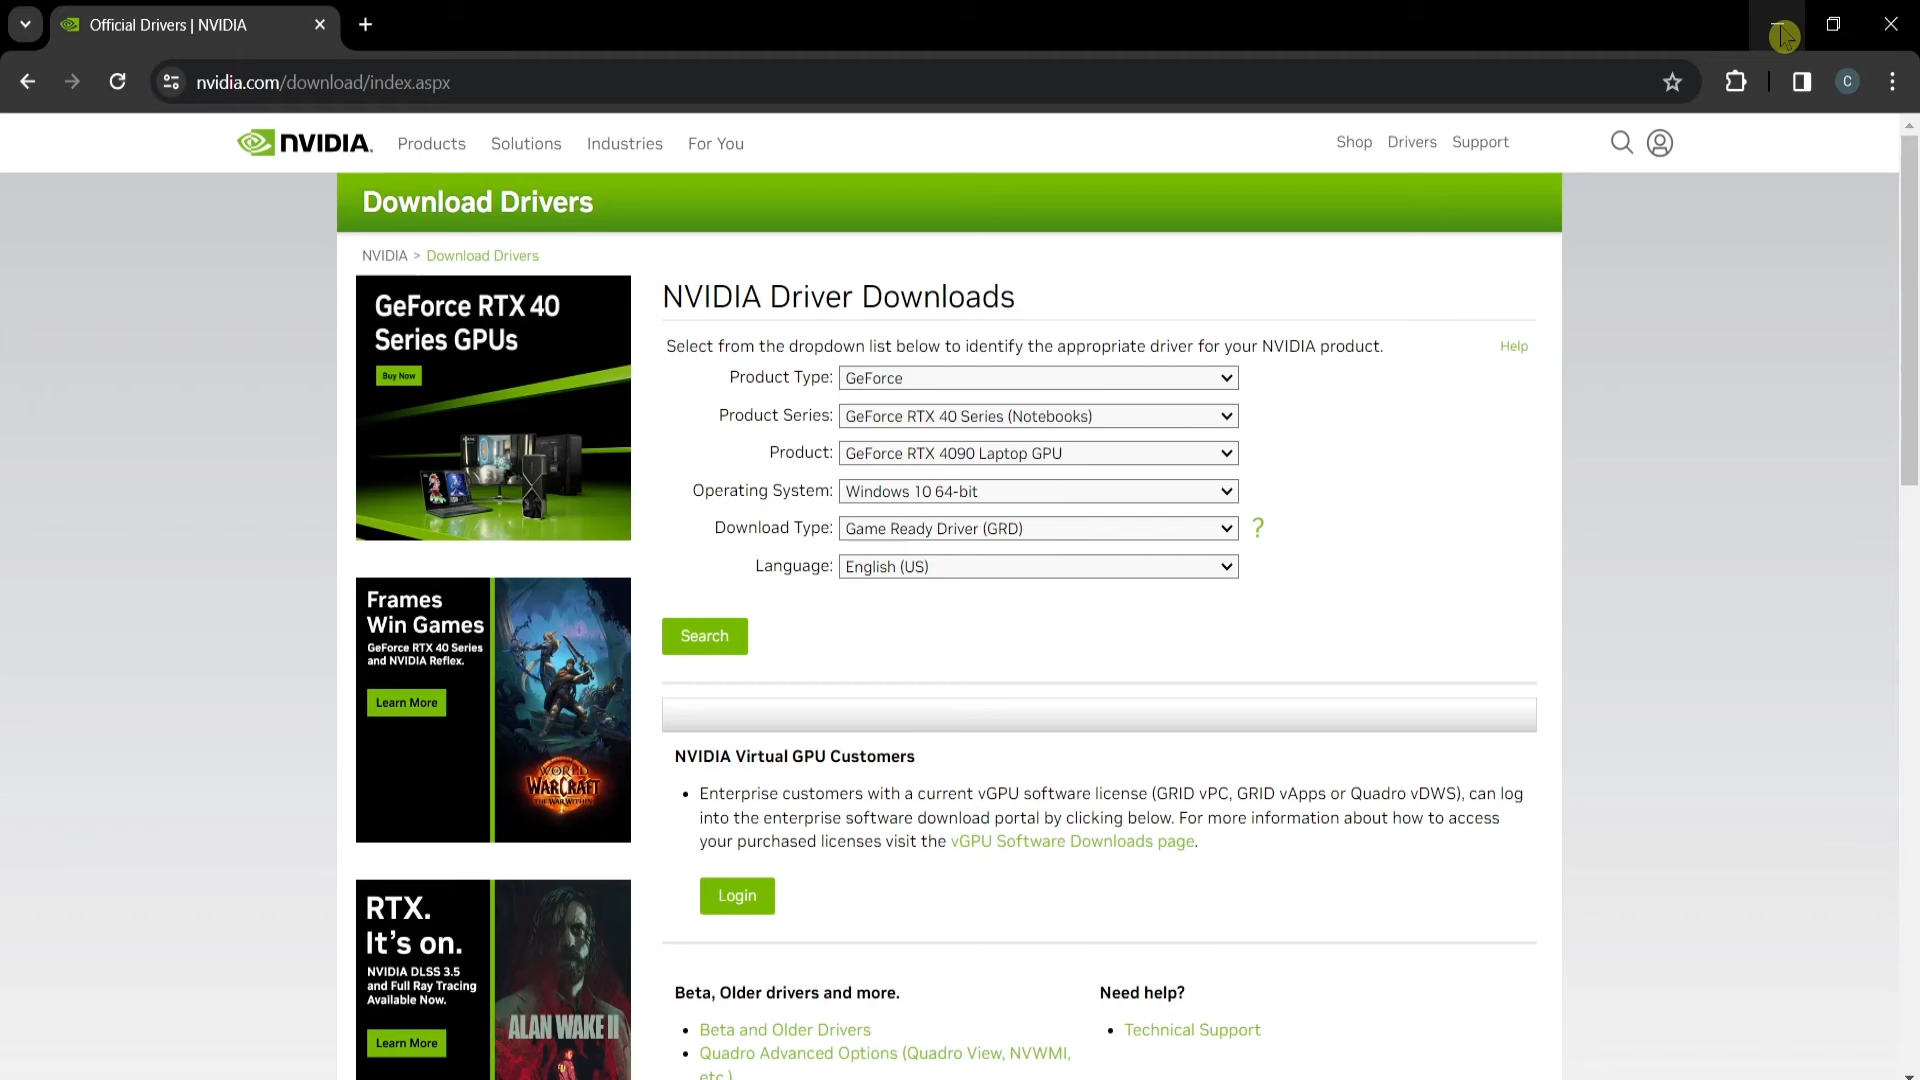 Official Drivers | NVIDIA
nvidia.com/download/index.aspx
C
NVIDIA.
Products
Solutions
Industries
For You
Shop
Drivers
Support
Download Drivers
NVIDIA > Download Drivers
GeForce RTX 40
Series GPUs
Buy Now
NVIDIA Driver Downloads
Select from the dropdown list below to identify the appropriate driver for your NVIDIA product.
Help
Product Type: GeForce
Product Series: GeForce RTX 40 Series (Notebooks)
Product: GeForce RTX 4090 Laptop GPU
Operating System: Windows 10 64-bit
Download Type: Game Ready Driver (GRD) ?
Language: English (US)
Search
Frames
Win Games
GeForce RTX 40 Series
and NVIDIA Reflex.
Learn More
WORLD
WARCRAFT
THE WAR WITHIN
NVIDIA Virtual GPU Customers
• Enterprise customers with a current vGPU software license (GRID vPC, GRID vApps or Quadro vDWS), can log
into the enterprise software download portal by clicking below. For more information about how to access
your purchased licenses visit the vGPU Software Downloads page.
Login
RTX.
It's on.
NVIDIA DLSS 3.5
and Full Ray Tracing
Available Now.
Learn More
ALAN WAKE II
Beta, Older drivers and more.
• Beta and Older Drivers
• Quadro Advanced Options (Quadro View, NVWMI,
etc.)
Need help?
• Technical Support